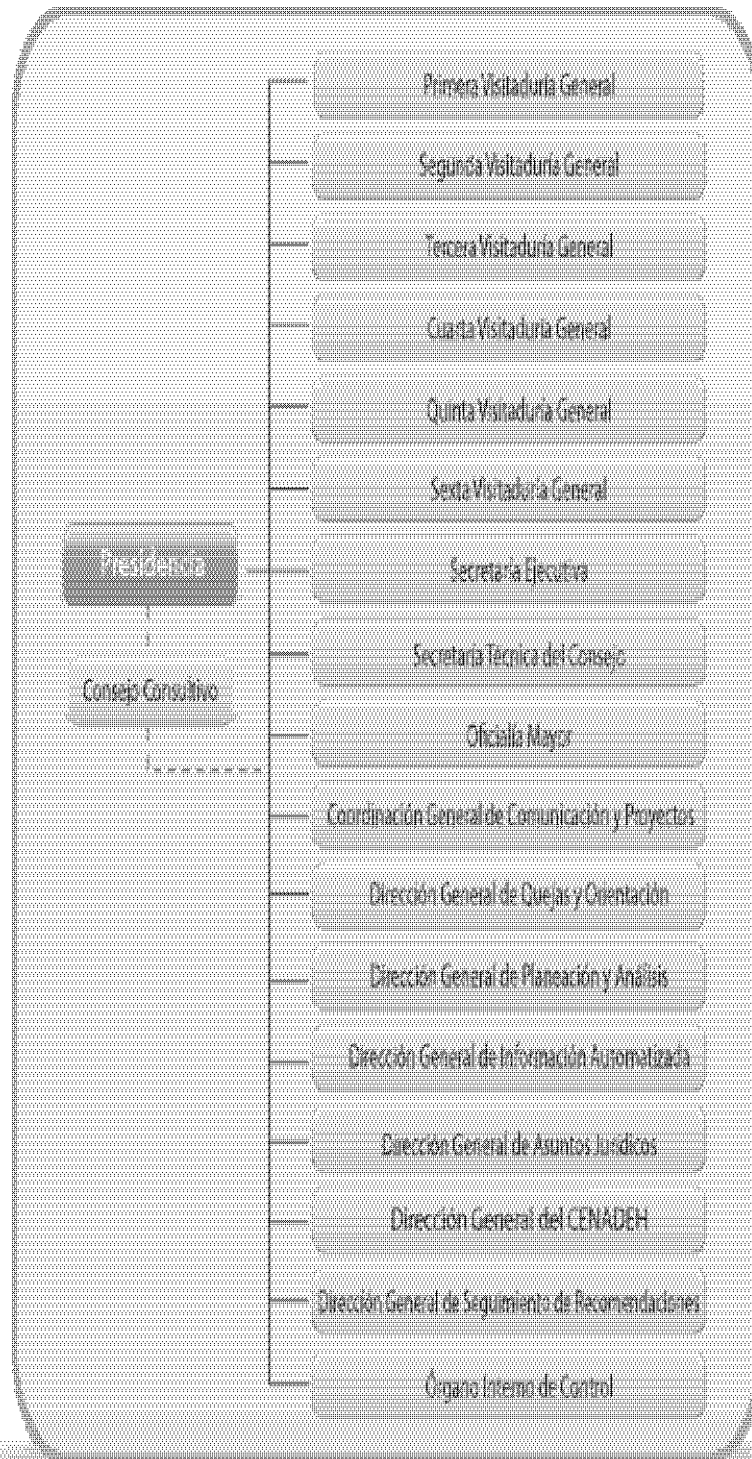 Primera Visitaduría General
Segunda Visitaduría General
Tercera Visitaduría General
Cuarta Visitaduría General
Quinta Visitaduría General
Sexta Visitaduría General
Presidencia
Secretaría Ejecutiva
Secretaría Técnica del Consejo
Consejo Consultivo
Oficialía Mayor
Coordinación General de Comunicación y Proyectos
Dirección General de Quejas y Orientación
Dirección General de Planeación y Análisis
Dirección General de Información Automatizada
Dirección General de Asuntos Jurídicos
Dirección General del CENADEH
Dirección General de Seguimiento de Recomendaciones
Órgano Interno de Control